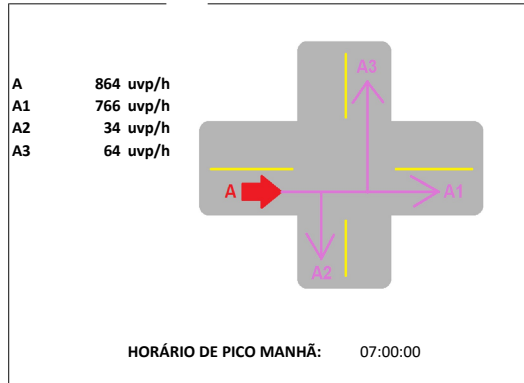 A 864 uvp/h
A1 766 uvp/h
A2 34 uvp/h
A3 64 uvp/h
A3
A A1
A2
HORÁRIO DE PICO MANHÃ: 07:00:00